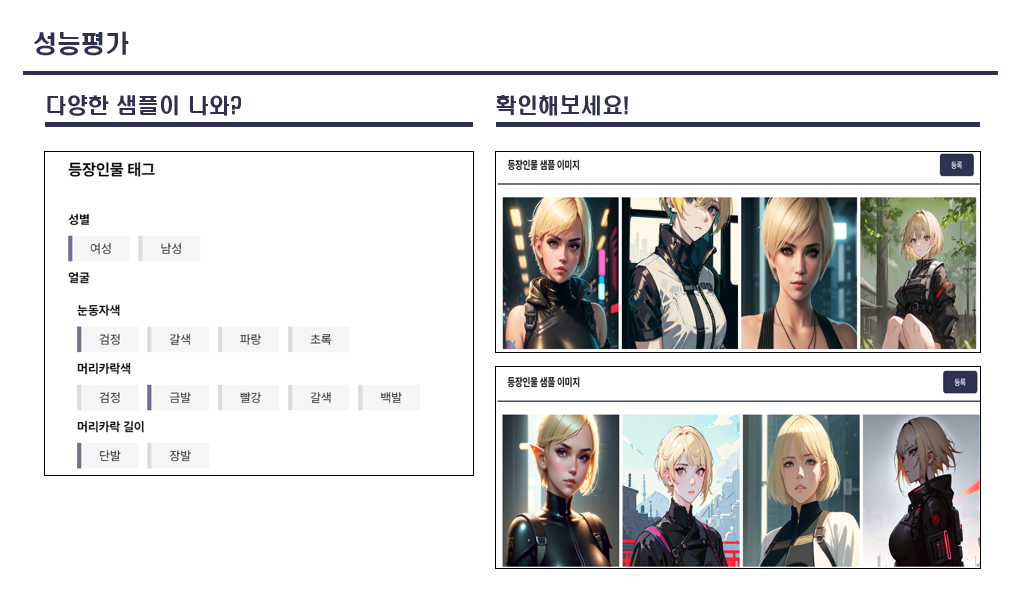 성능평가
다양한 샘플이 나와?
등장인물 태그
성별
여성 남성
얼굴
눈동자색
검정 갈색 파랑 초록
머리카락색
검정 금발 빨강 갈색 백발
머리카락 길이
단발 장발
확인해보세요!
등장인물 샘플 이미지 등록
등장인물 샘플 이미지 등록